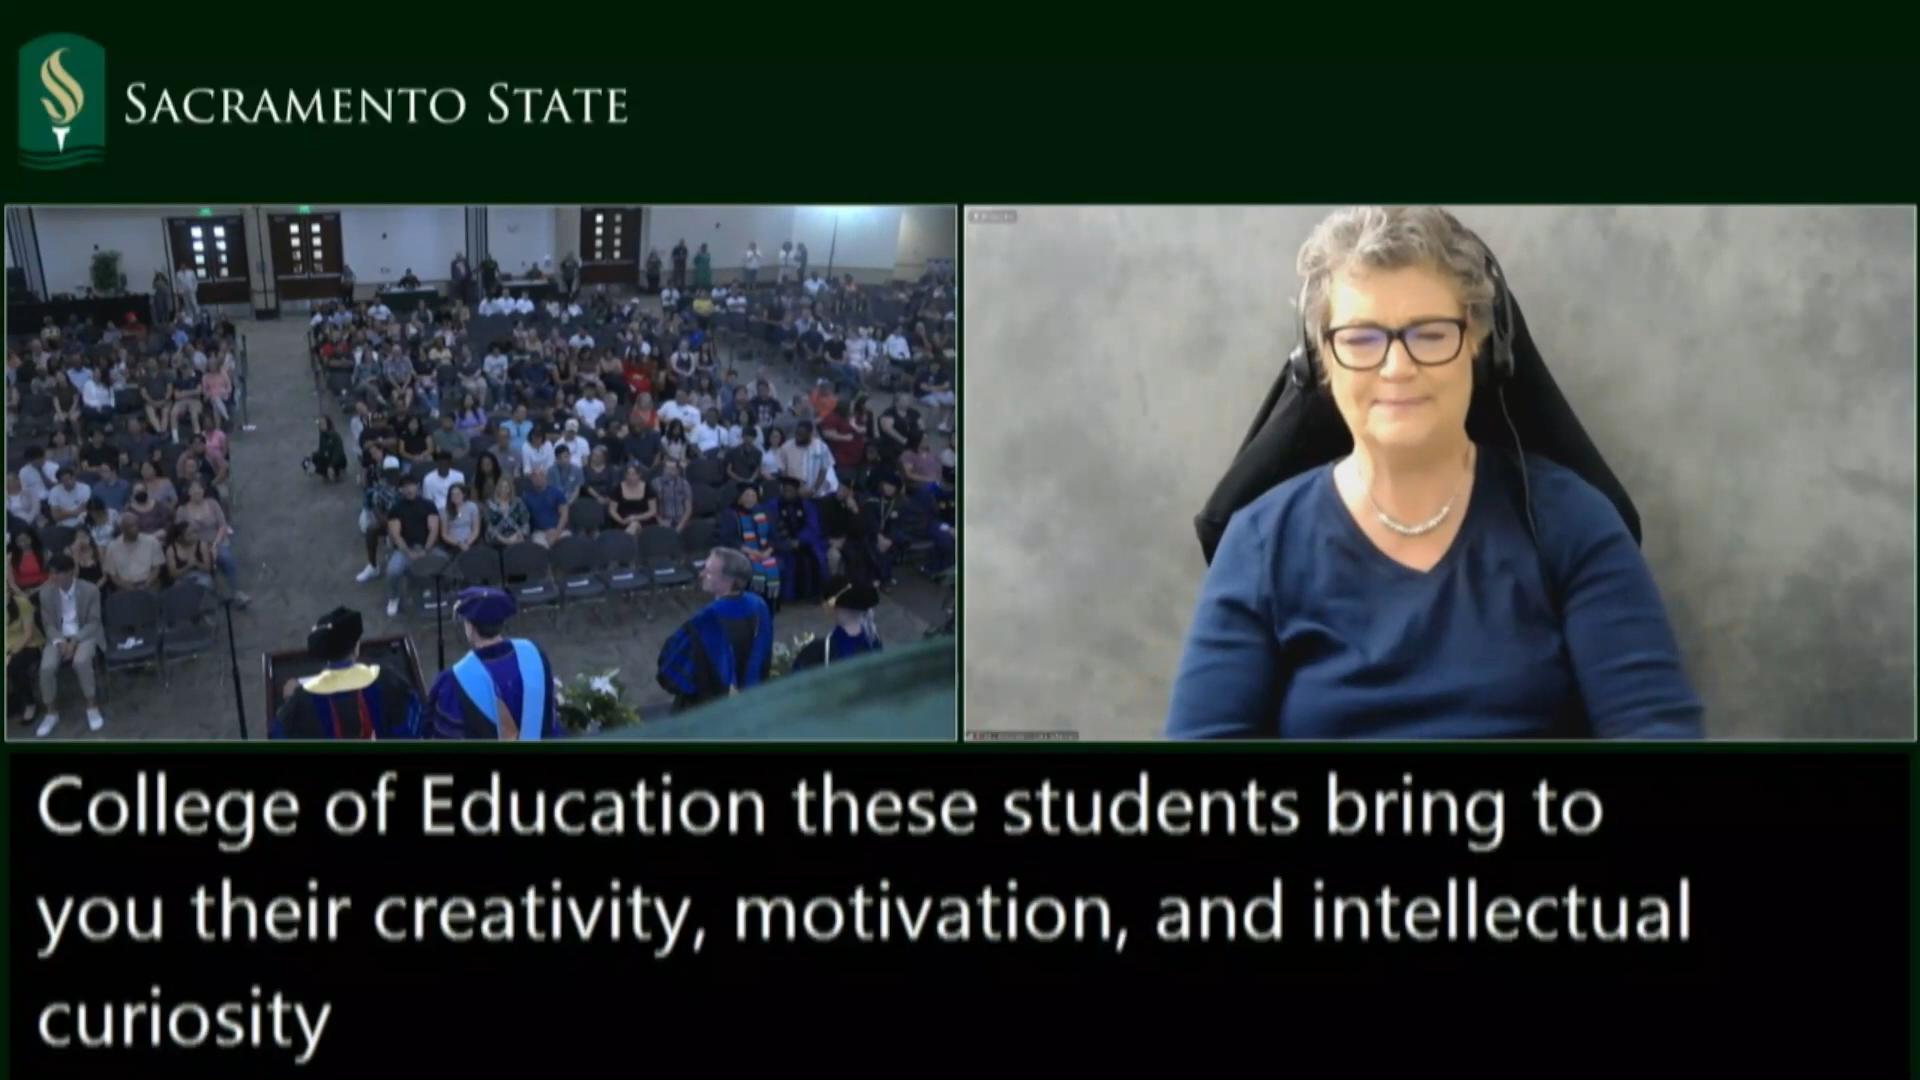 SACRAMENTO STATE
College of Education these students bring to
you their creativity, motivation, and intellectual
curiosity